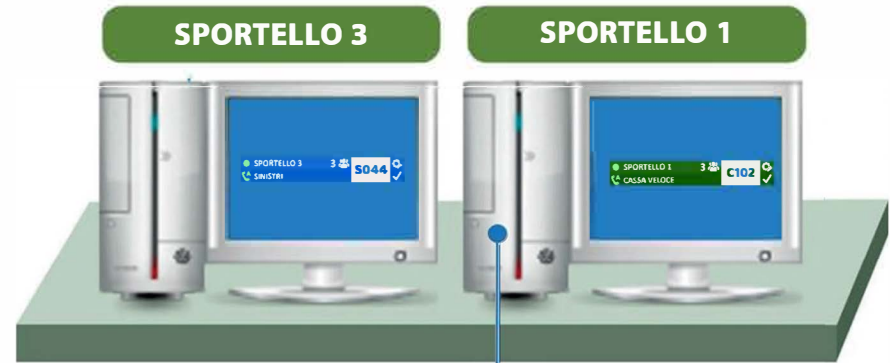 SPORTELLO 3
SPORTELLO 1
SPORTELLO 3 3 S044
SINISTRI
SPORTELLO 1 3 C102
CASSA VELOCE